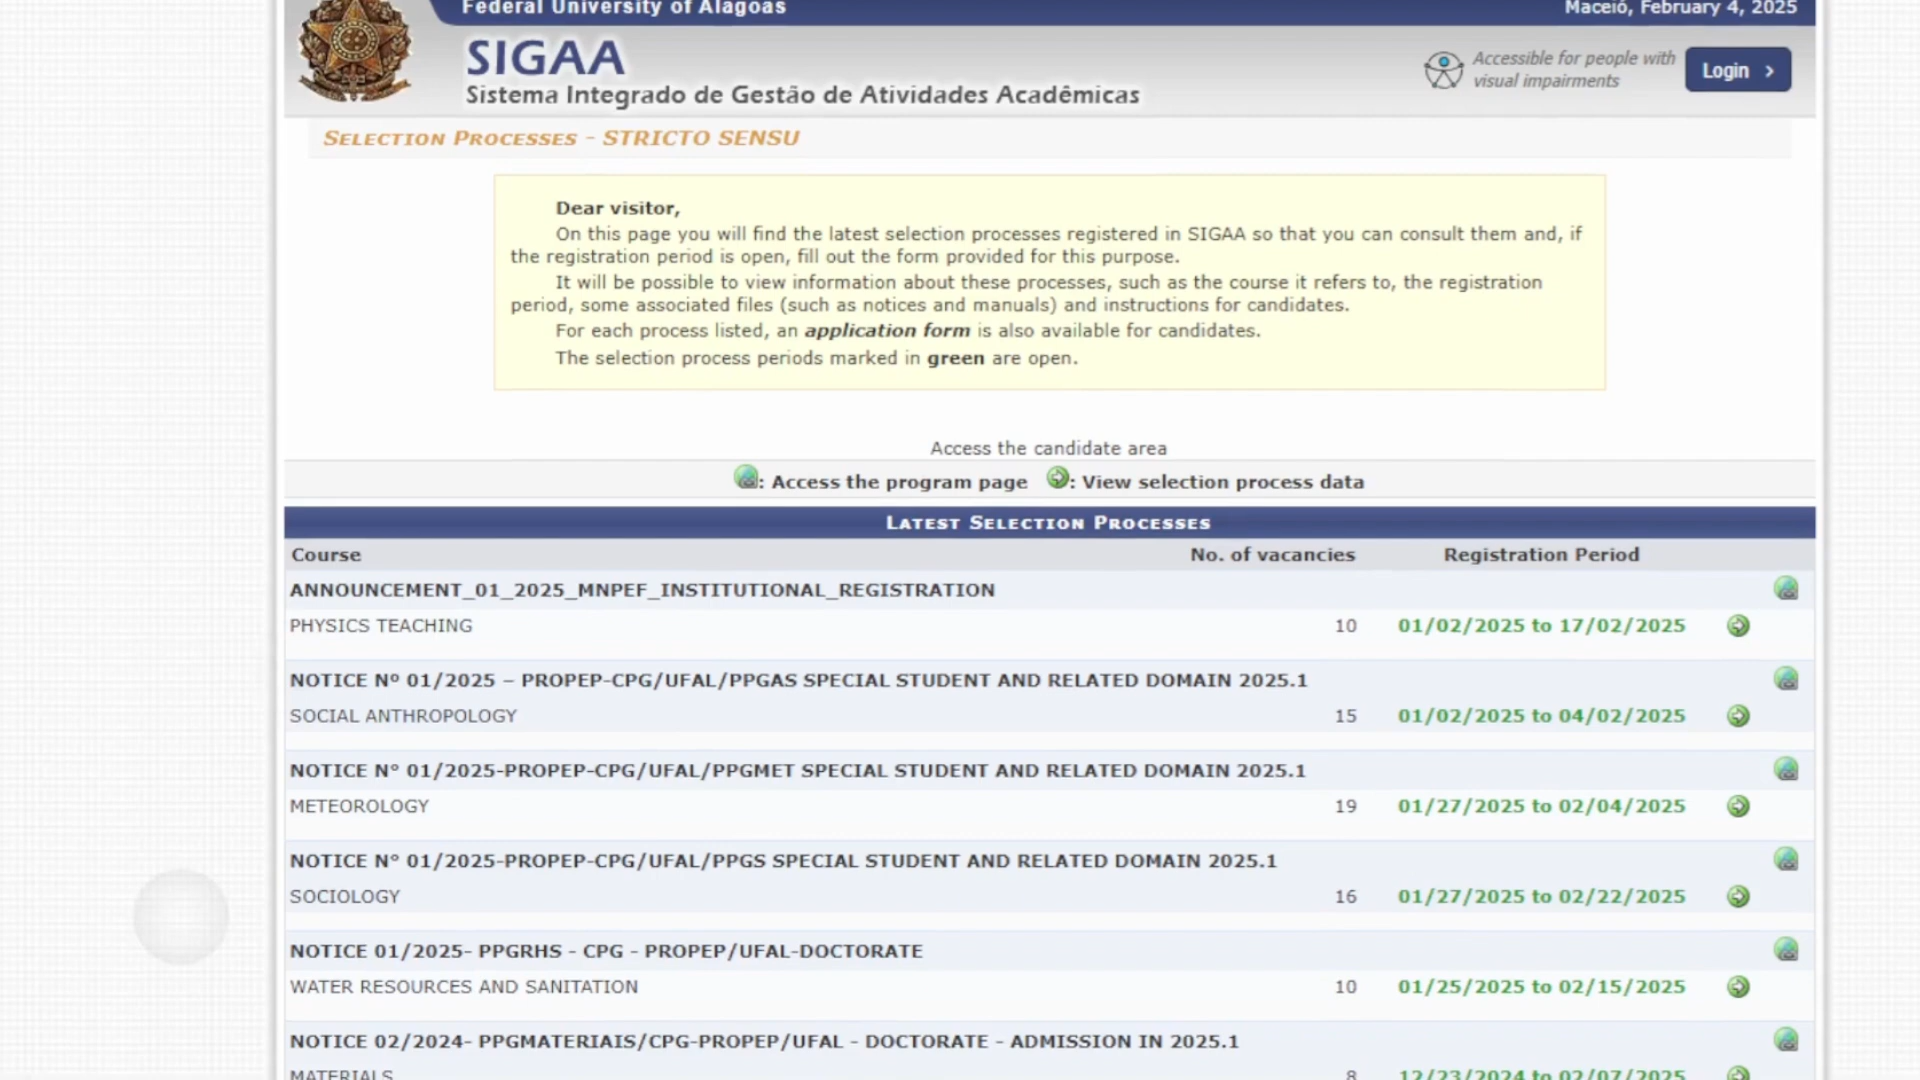 Federal University of Alagoas
Maceió, February 4, 2025
SIGAA
Sistema Integrado de Gestão de Atividades Acadêmicas
Accessible for people with
visual impairments
Login
SELECTION PROCESSES - STRICTO SENSU
Dear visitor,
On this page you will find the latest selection processes registered in SIGAA so that you can consult them and, if
the registration period is open, fill out the form provided for this purpose.
It will be possible to view information about these processes, such as the course it refers to, the registration
period, some associated files (such as notices and manuals) and instructions for candidates.
For each process listed, an application form is also available for candidates.
The selection process periods marked in green are open.
Access the candidate area
: Access the program page : View selection process data
LATEST SELECTION PROCESSES
Course No. of vacancies Registration Period
ANNOUNCEMENT_01_2025_MNPEF_INSTITUTIONAL_REGISTRATION
PHYSICS TEACHING 10 01/02/2025 to 17/02/2025
NOTICE Nº 01/2025 – PROPEP-CPG/UFAL/PPGAS SPECIAL STUDENT AND RELATED DOMAIN 2025.1
SOCIAL ANTHROPOLOGY 15 01/02/2025 to 04/02/2025
NOTICE N° 01/2025-PROPEP-CPG/UFAL/PPGMET SPECIAL STUDENT AND RELATED DOMAIN 2025.1
METEOROLOGY 19 01/27/2025 to 02/04/2025
NOTICE N° 01/2025-PROPEP-CPG/UFAL/PPGS SPECIAL STUDENT AND RELATED DOMAIN 2025.1
SOCIOLOGY 16 01/27/2025 to 02/22/2025
NOTICE 01/2025- PPGRHS - CPG - PROPEP/UFAL-DOCTORATE
WATER RESOURCES AND SANITATION 10 01/25/2025 to 02/15/2025
NOTICE 02/2024- PPGMATERIAIS/CPG-PROPEP/UFAL - DOCTORATE - ADMISSION IN 2025.1
MATERIALS 8 12/23/2024 to 02/07/2025